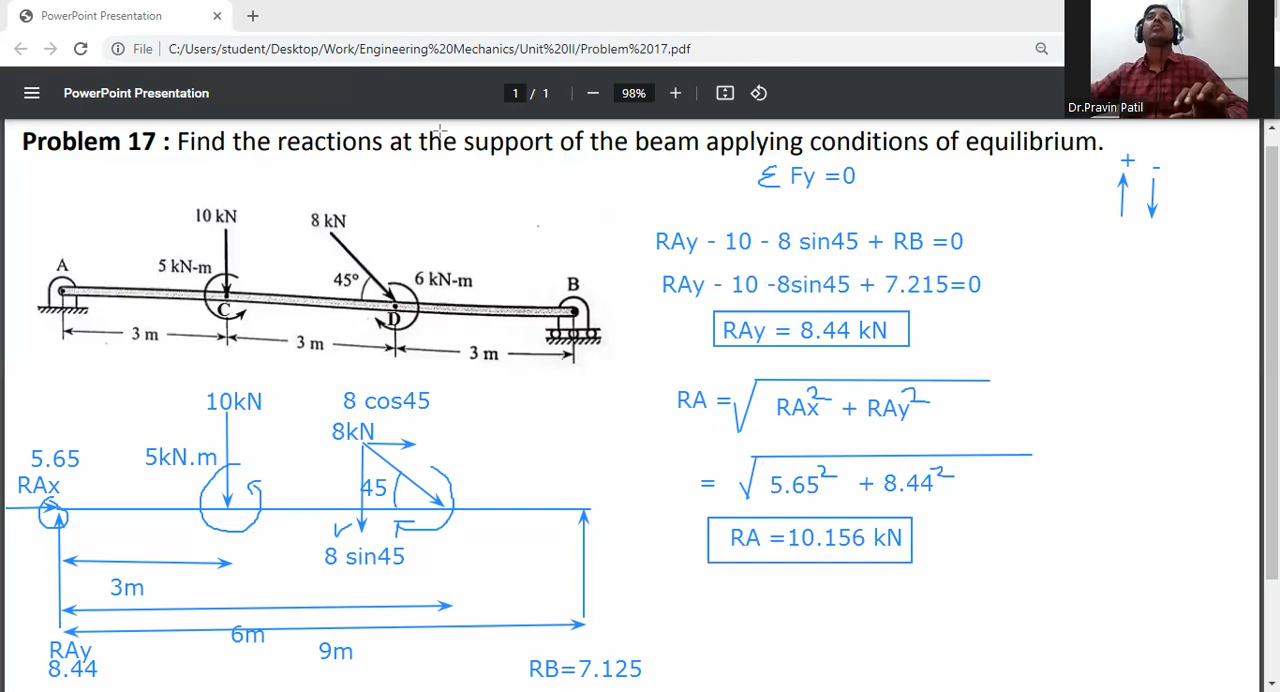 PowerPoint Presentation
File
C:/Users/student/Desktop/Work/Engineering%20Mechanics/Unit%20II/Problem%2017.pdf
PowerPoint Presentation
1 / 1
98%
Dr.Pravin Patil
Problem 17 : Find the reactions at the support of the beam applying conditions of equilibrium.
Σ Fy =0
+ -
10 kN
8 kN
A
5 kN-m
45°
6 kN-m
B
C
D
3 m
3 m
3 m
RAy - 10 - 8 sin45 + RB =0
RAy - 10 -8sin45 + 7.215=0
RAy = 8.44 kN
RA = √ RAx2 + RAy2
= √ 5.652 + 8.442
RA =10.156 kN
10kN
8 cos45
8kN
5.65
5kN.m
RAx
45
8 sin45
3m
6m
9m
RAy
8.44
RB=7.125